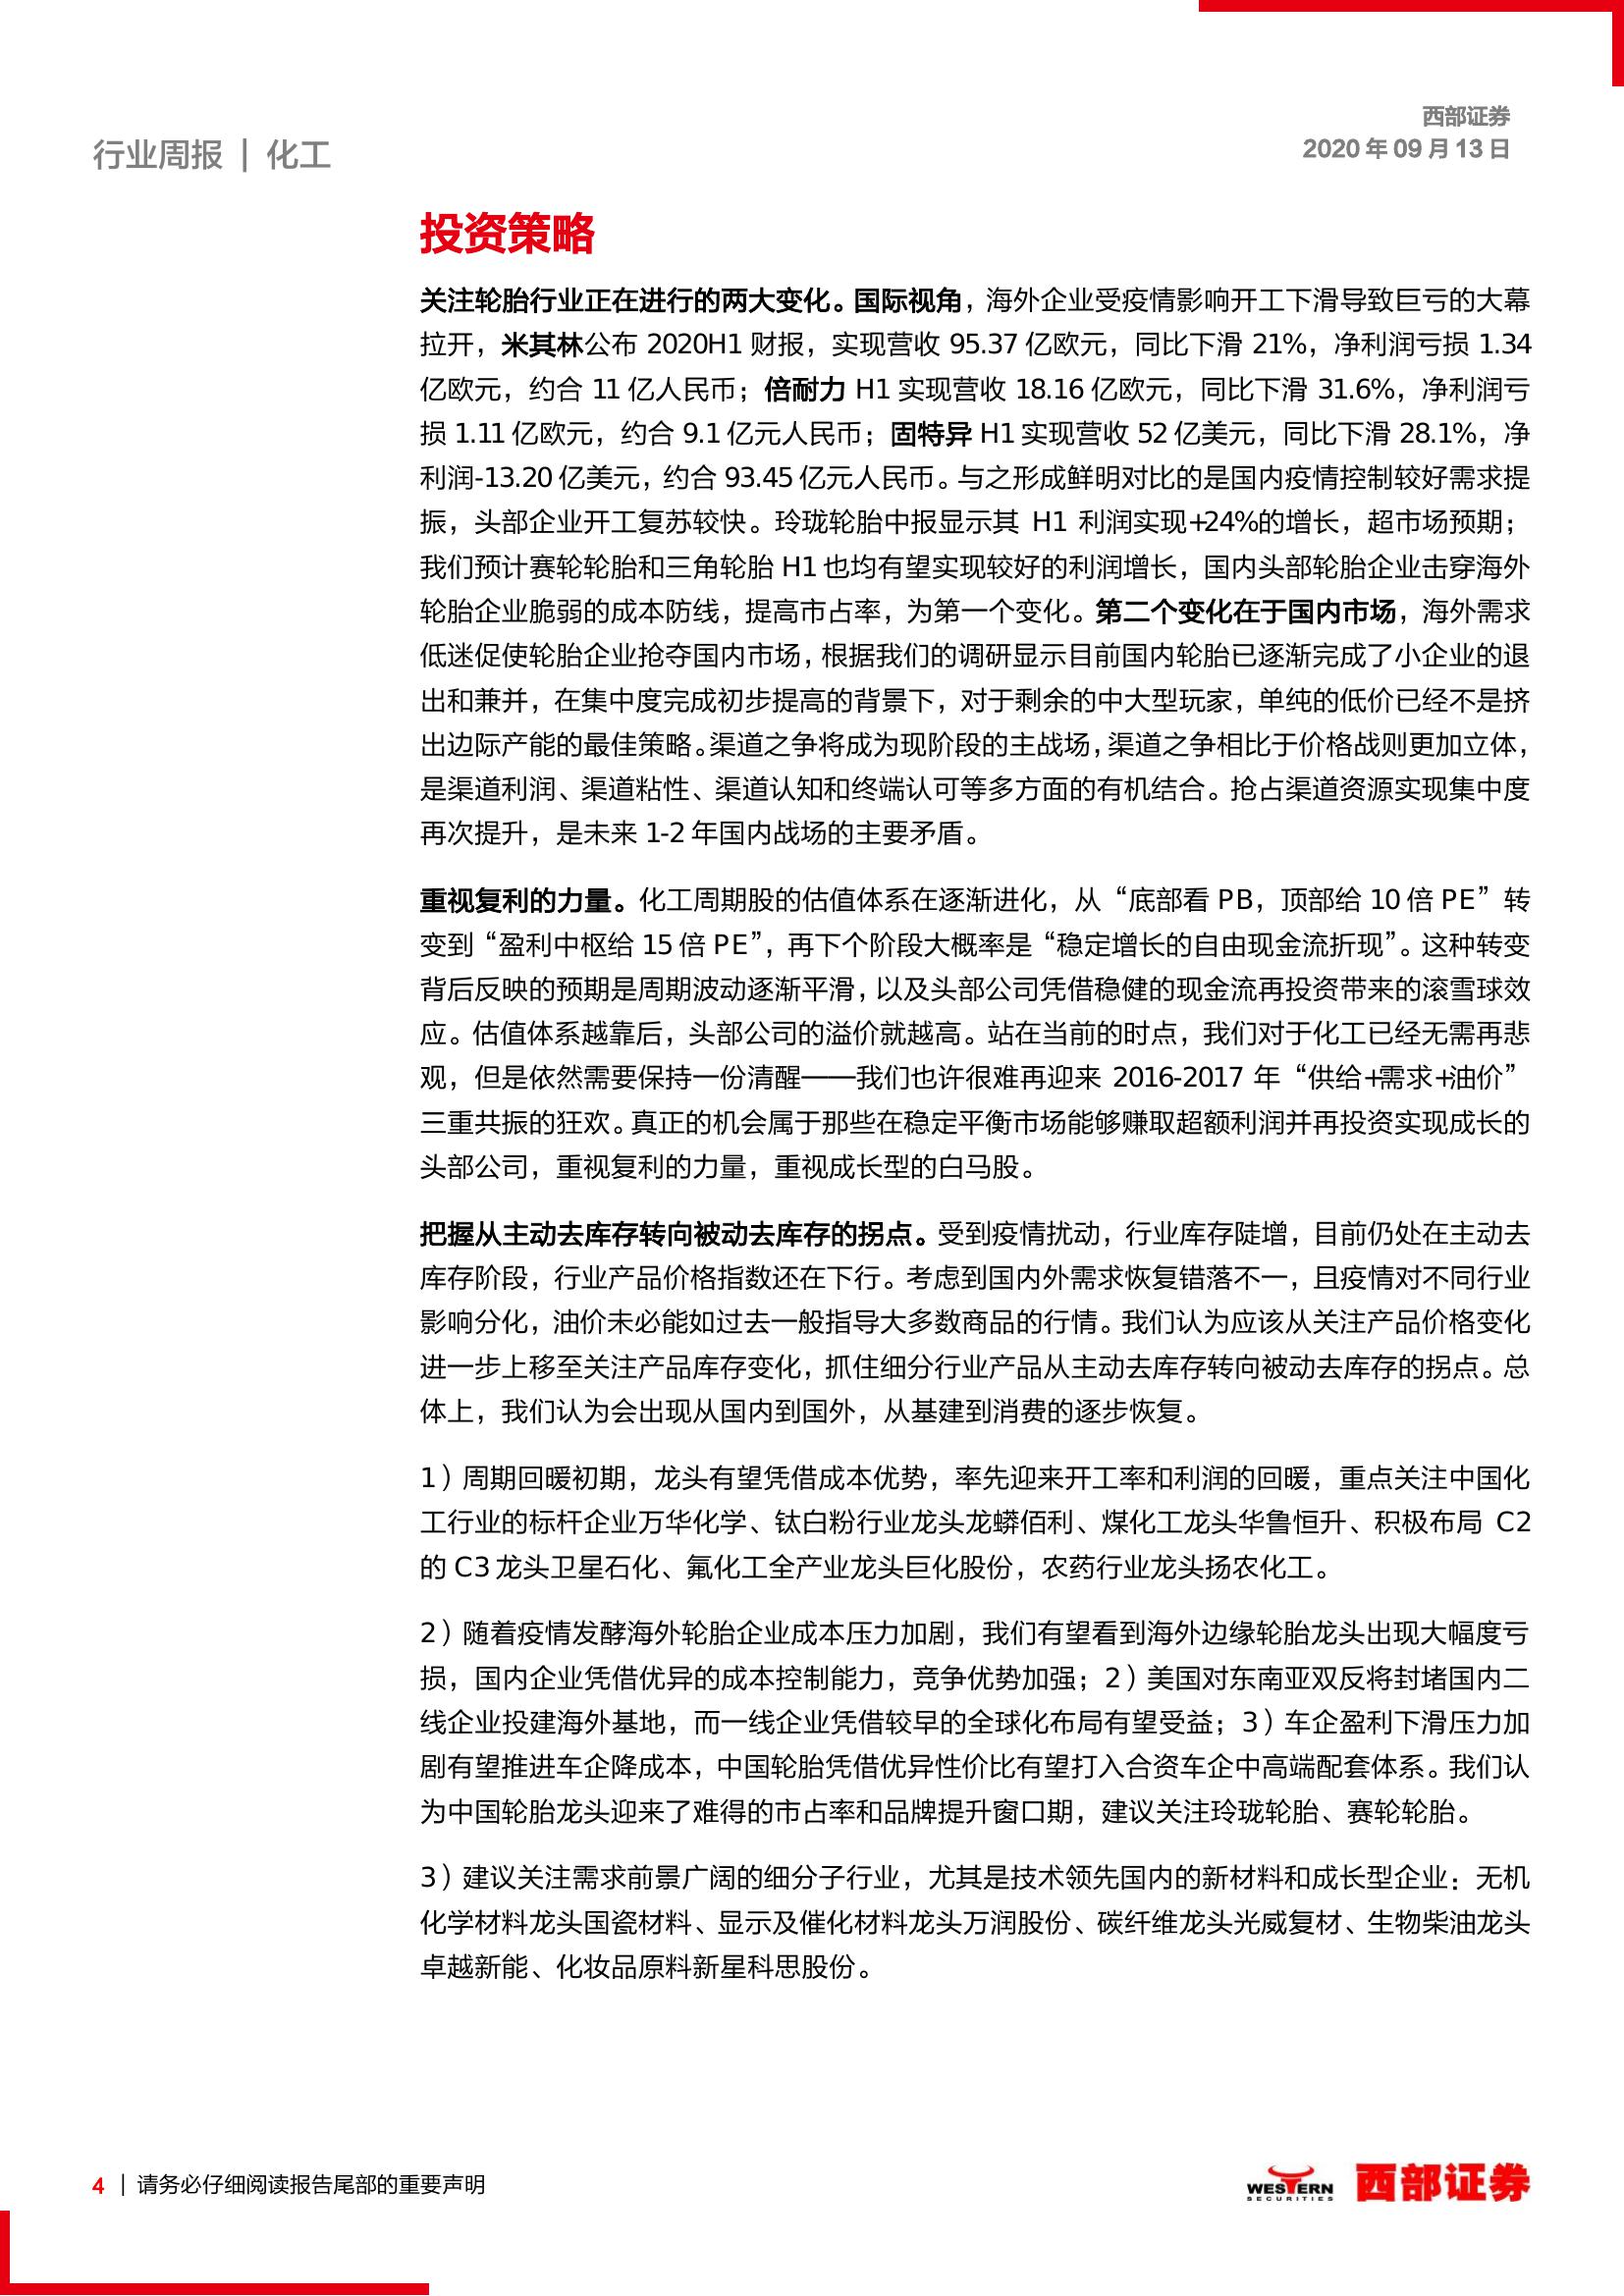 行业周报 | 化工
西部证券
2020 年 09 月 13 日
投资策略
关注轮胎行业正在进行的两大变化。国际视角，海外企业受疫情影响开工下滑导致巨亏的大幕
拉开，米其林公布 2020H1 财报，实现营收 95.37 亿欧元，同比下滑 21%，净利润亏损 1.34
亿欧元，约合 11 亿人民币；倍耐力 H1 实现营收 18.16 亿欧元，同比下滑 31.6%，净利润亏
损 1.11 亿欧元，约合 9.1 亿元人民币；固特异 H1 实现营收 52 亿美元，同比下滑 28.1%，净
利润-13.20 亿美元，约合 93.45 亿元人民币。与之形成鲜明对比的是国内疫情控制较好需求提
振，头部企业开工复苏较快。玲珑轮胎中报显示其 H1 利润实现+24%的增长，超市场预期；
我们预计赛轮轮胎和三角轮胎 H1 也均有望实现较好的利润增长，国内头部轮胎企业击穿海外
轮胎企业脆弱的成本防线，提高市占率，为第一个变化。第二个变化在于国内市场，海外需求
低迷促使轮胎企业抢夺国内市场，根据我们的调研显示目前国内轮胎已逐渐完成了小企业的退
出和兼并，在集中度完成初步提高的背景下，对于剩余的中大型玩家，单纯的低价已经不是挤
出边际产能的最佳策略。渠道之争将成为现阶段的主战场，渠道之争相比于价格战则更加立体，
是渠道利润、渠道粘性、渠道认知和终端认可等多方面的有机结合。抢占渠道资源实现集中度
再次提升，是未来 1-2 年国内战场的主要矛盾。
重视复利的力量。化工周期股的估值体系在逐渐进化，从“底部看 PB，顶部给 10 倍 PE”转
变到“盈利中枢给 15 倍 PE”，再下个阶段大概率是“稳定增长的自由现金流折现”。这种转变
背后反映的预期是周期波动逐渐平滑，以及头部公司凭借稳健的现金流再投资带来的滚雪球效
应。估值体系越靠后，头部公司的溢价就越高。站在当前的时点，我们对于化工已经无需再悲
观，但是依然需要保持一份清醒——我们也许很难再迎来 2016-2017 年“供给+需求+油价”
三重共振的狂欢。真正的机会属于那些在稳定平衡市场能够赚取超额利润并再投资实现成长的
头部公司，重视复利的力量，重视成长型的白马股。
把握从主动去库存转向被动去库存的拐点。受到疫情扰动，行业库存陡增，目前仍处在主动去
库存阶段，行业产品价格指数还在下行。考虑到国内外需求恢复错落不一，且疫情对不同行业
影响分化，油价未必能如过去一般指导大多数商品的行情。我们认为应该从关注产品价格变化
进一步上移至关注产品库存变化，抓住细分行业产品从主动去库存转向被动去库存的拐点。总
体上，我们认为会出现从国内到国外，从基建到消费的逐步恢复。
1）周期回暖初期，龙头有望凭借成本优势，率先迎来开工率和利润的回暖，重点关注中国化
工行业的标杆企业万华化学、钛白粉行业龙头龙蟒佰利、煤化工龙头华鲁恒升、积极布局 C2
的 C3 龙头卫星石化、氟化工全产业龙头巨化股份，农药行业龙头扬农化工。
2）随着疫情发酵海外轮胎企业成本压力加剧，我们有望看到海外边缘轮胎龙头出现大幅度亏
损，国内企业凭借优异的成本控制能力，竞争优势加强；2）美国对东南亚双反将封堵国内二
线企业投建海外基地，而一线企业凭借较早的全球化布局有望受益；3）车企盈利下滑压力加
剧有望推进车企降成本，中国轮胎凭借优异性价比有望打入合资车企中高端配套体系。我们认
为中国轮胎龙头迎来了难得的市占率和品牌提升窗口期，建议关注玲珑轮胎、赛轮轮胎。
3）建议关注需求前景广阔的细分子行业，尤其是技术领先国内的新材料和成长型企业：无机
化学材料龙头国瓷材料、显示及催化材料龙头万润股份、碳纤维龙头光威复材、生物柴油龙头
卓越新能、化妆品原料新星科思股份。
4 | 请务必仔细阅读报告尾部的重要声明
WESTERN
SECURITIES
西部证券